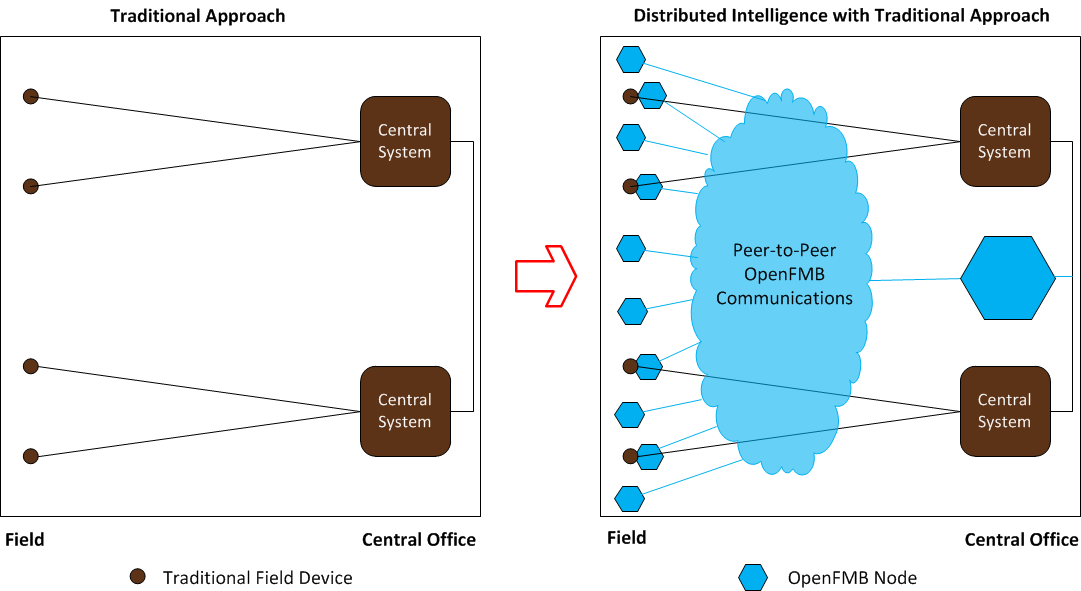 Traditional Approach
Distributed Intelligence with Traditional Approach
Central
System
Central
System
Peer-to-Peer
OpenFMB
Communications
Central
System
Central
System
Field
Central Office
Field
Central Office
Traditional Field Device
OpenFMB Node